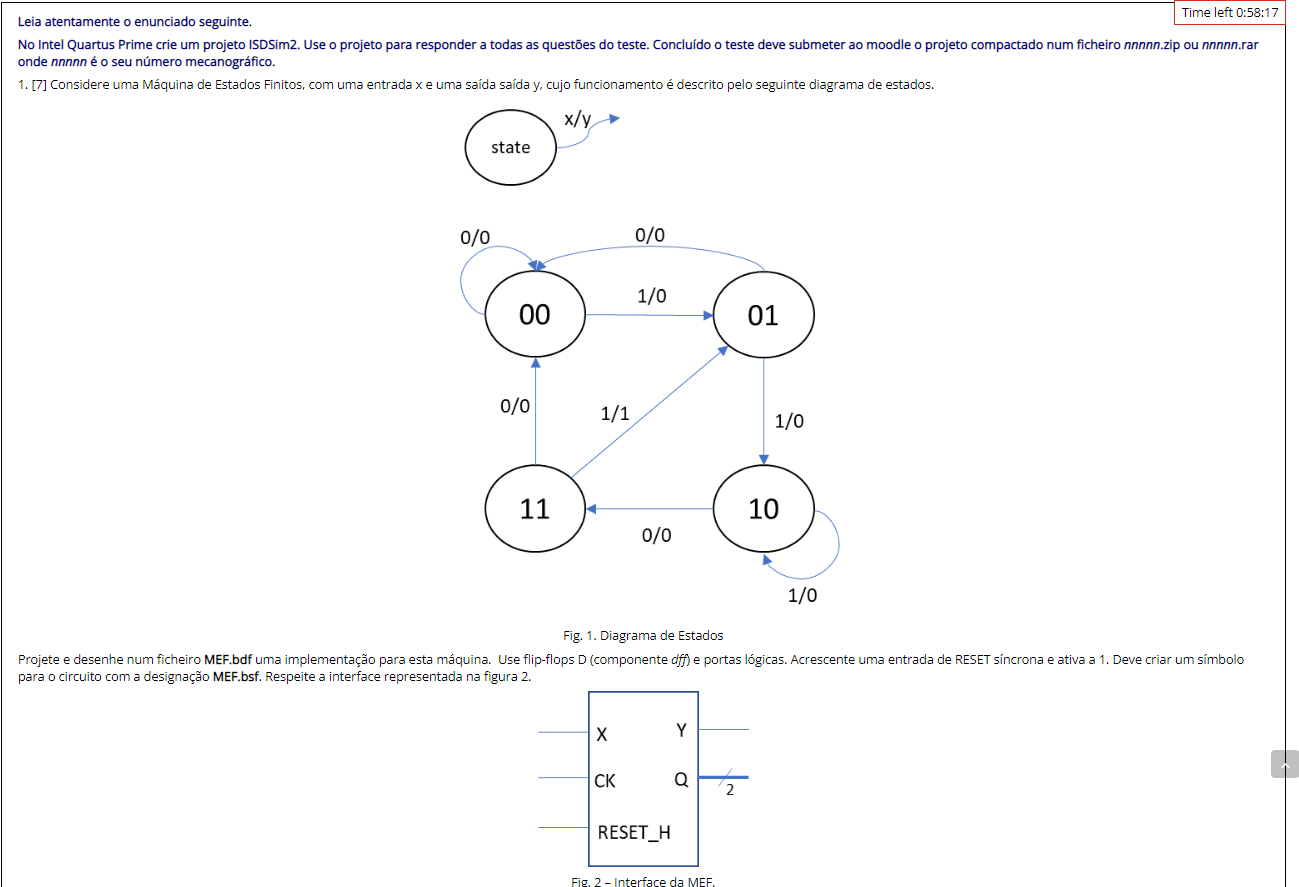 Time left 0:58:17
Leia atentamente o enunciado seguinte.
No Intel Quartus Prime crie um projeto ISDSim2. Use o projeto para responder a todas as questões do teste. Concluído o teste deve submeter ao moodle o projeto compactado num ficheiro nnnnn.zip ou nnnnn.rar
onde nnnnn é o seu número mecanográfico.
1. [7] Considere uma Máquina de Estados Finitos, com uma entrada x e uma saída saída y, cujo funcionamento é descrito pelo seguinte diagrama de estados.
x/y
state
0/0
0/0
1/0
00
01
0/0
1/1
1/0
11
10
0/0
1/0
Fig. 1. Diagrama de Estados
Projete e desenhe num ficheiro MEF.bdf uma implementação para esta máquina. Use flip-flops D (componente dff) e portas lógicas. Acrescente uma entrada de RESET síncrona e ativa a 1. Deve criar um símbolo
para o circuito com a designação MEF.bsf. Respeite a interface representada na figura 2.
X
Y
CK
Q
2
RESET_H
Fig. 2 – Interface da MEF.